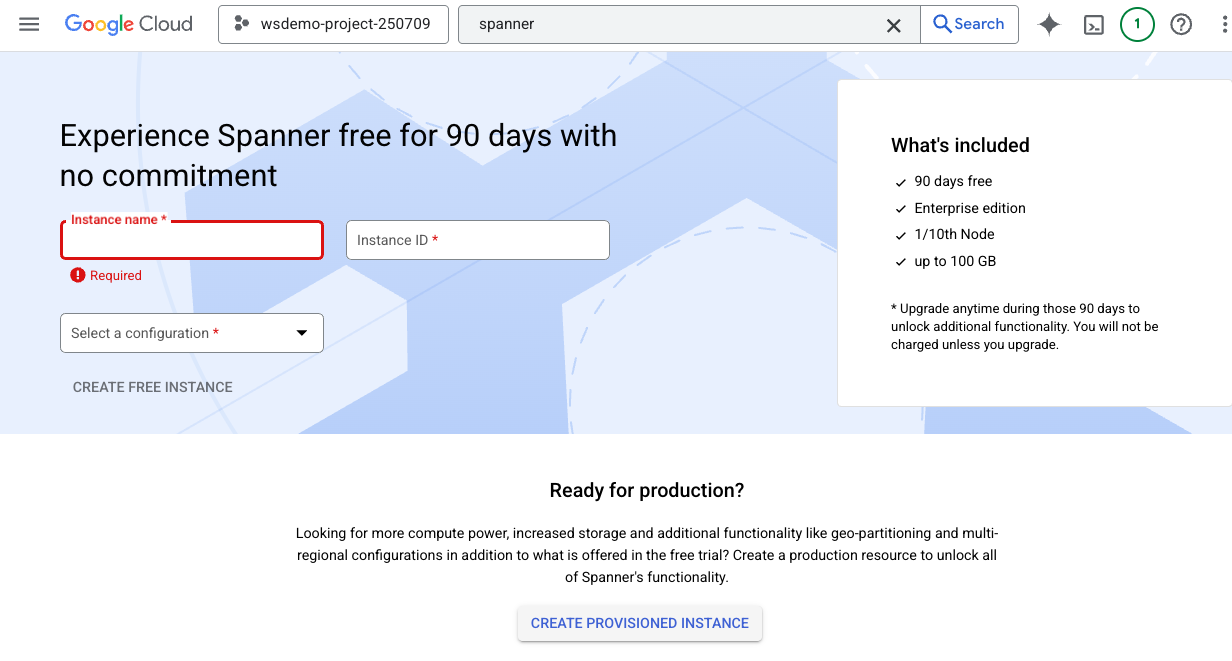 Google Cloud
wsdemo-project-250709
spanner
Search
1
Experience Spanner free for 90 days with
no commitment
Instance name *
Instance ID *
Required
Select a configuration *
CREATE FREE INSTANCE
What's included
90 days free
Enterprise edition
1/10th Node
up to 100 GB
* Upgrade anytime during those 90 days to
unlock additional functionality. You will not be
charged unless you upgrade.
Ready for production?
Looking for more compute power, increased storage and additional functionality like geo-partitioning and multi-
regional configurations in addition to what is offered in the free trial? Create a production resource to unlock all
of Spanner's functionality.
CREATE PROVISIONED INSTANCE